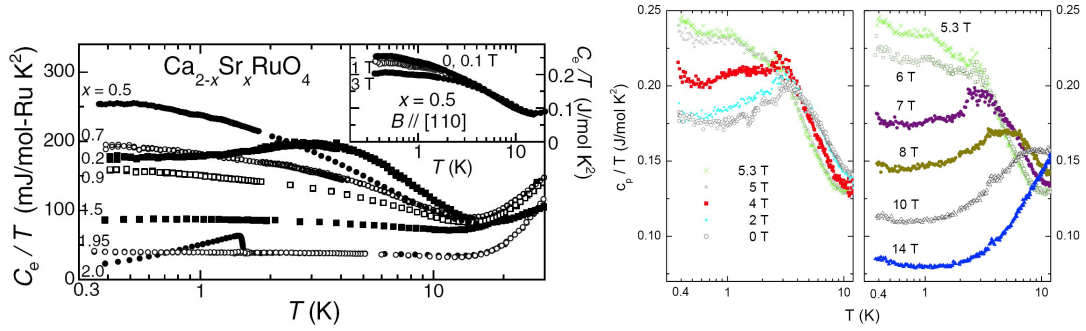 Ca2-xSrxRuO4
Ce / T (mJ/mol-Ru K2)
300
200
100
0
x = 0.5
0.7
0.2
0.9
1.5
1.95
2.0
0.3
1
10
T (K)
0, 0.1 T
1 T
3 T
x = 0.5
B // [110]
1
10
T (K)
0.2
0.1
0
Ce / T (J/mol K2)
0.25
0.20
0.15
0.10
cp / T (J/mol K2)
5.3 T
5 T
4 T
2 T
0 T
0.4
1
10
5.3 T
6 T
7 T
8 T
10 T
14 T
0.4
1
10
T (K)
0.25
0.20
0.15
0.10